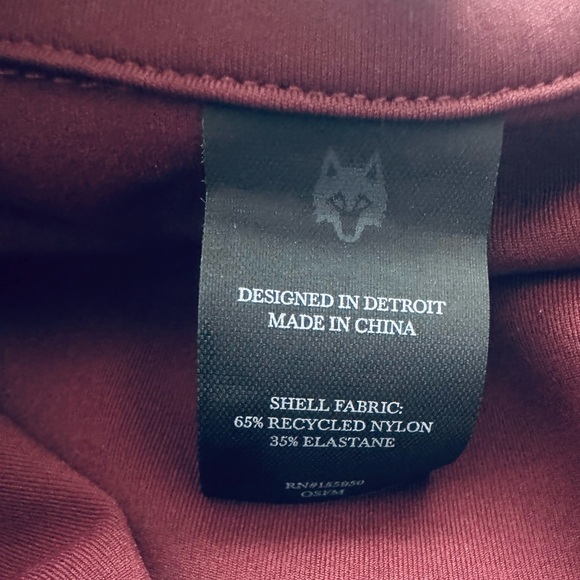 DESIGNED IN DETROIT
MADE IN CHINA
SHELL FABRIC:
65% RECYCLED NYLON
35% ELASTANE
RN#155950
OSFM